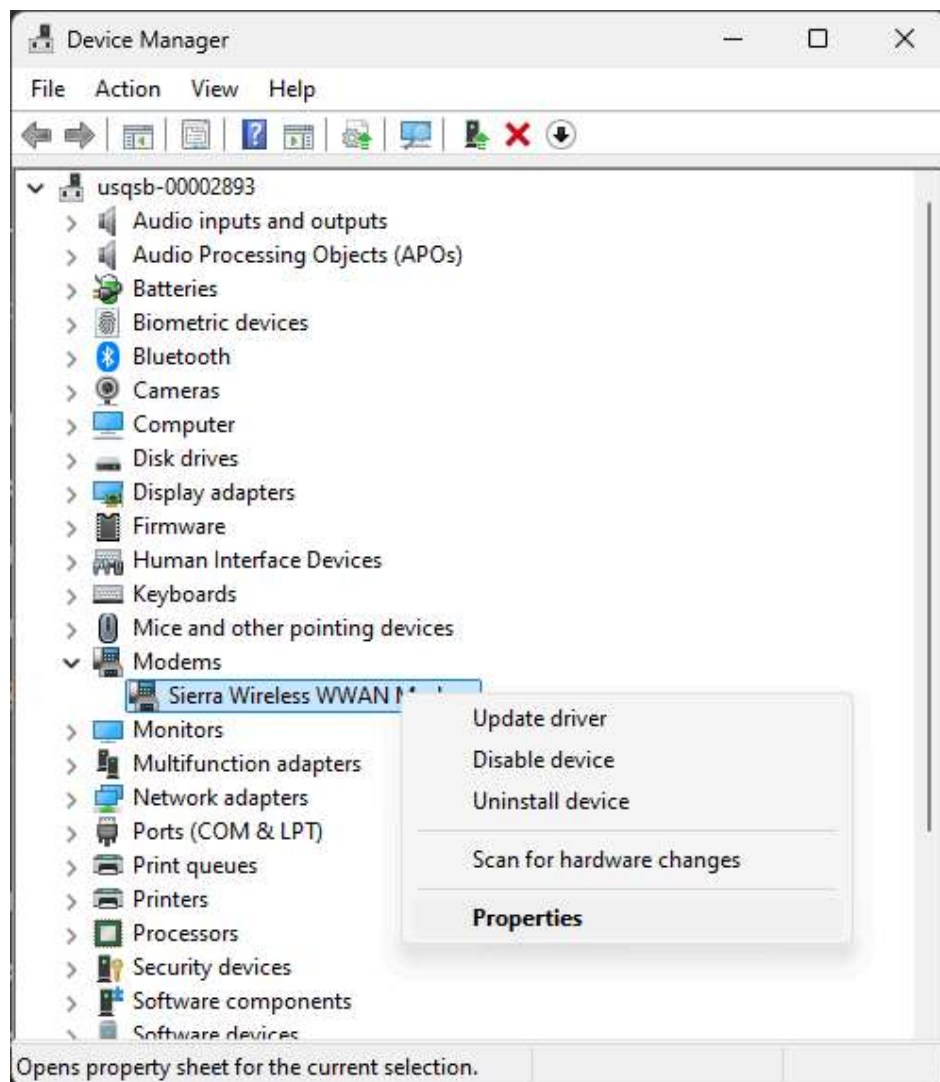 Device Manager
File Action View Help
usqsb-00002893
Audio inputs and outputs
Audio Processing Objects (APOs)
Batteries
Biometric devices
Bluetooth
Cameras
Computer
Disk drives
Display adapters
Firmware
Human Interface Devices
Keyboards
Mice and other pointing devices
Modems
Sierra Wireless WWAN
Monitors
Multifunction adapters
Network adapters
Ports (COM & LPT)
Print queues
Printers
Processors
Security devices
Software components
Software devices
Update driver
Disable device
Uninstall device
Scan for hardware changes
Properties
Opens property sheet for the current selection.